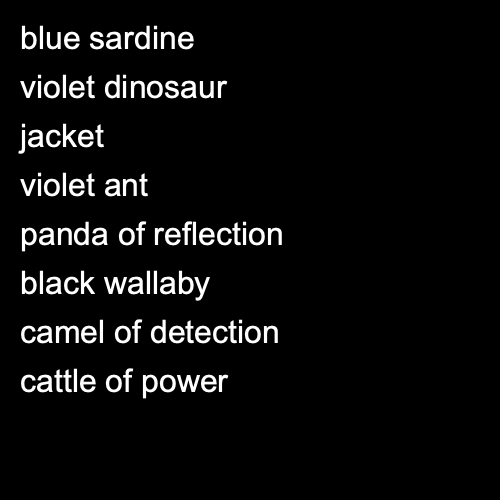 blue sardine
violet dinosaur
jacket
violet ant
panda of reflection
black wallaby
camel of detection
cattle of power